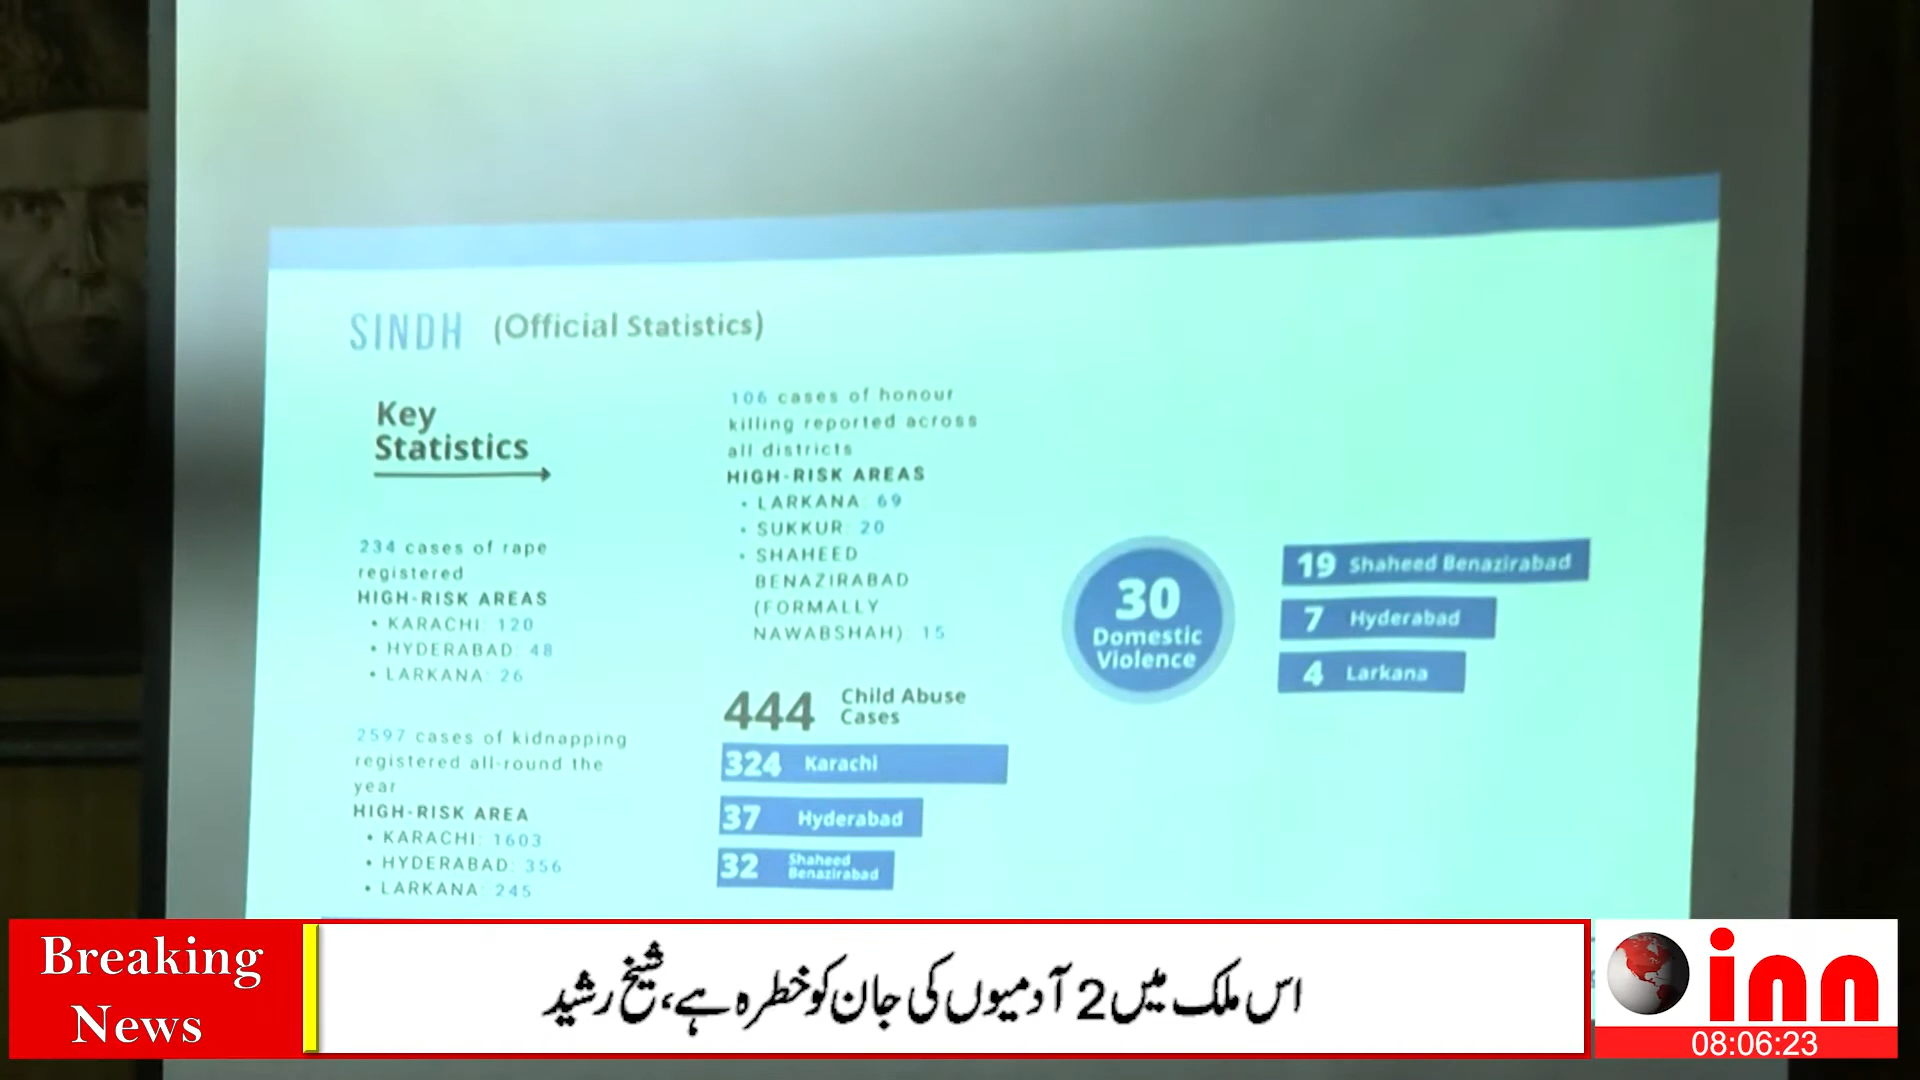 SINDH (Official Statistics)
Key
Statistics
234 cases of rape
registered
HIGH-RISK AREAS
• KARACHI: 120
• HYDERABAD: 48
• LARKANA: 26
2597 cases of kidnapping
registered all-round the
year
HIGH-RISK AREA
• KARACHI: 1603
• HYDERABAD: 356
• LARKANA: 245
106 cases of honour
killing reported across
all districts
HIGH-RISK AREAS
• LARKANA: 69
• SUKKUR: 20
• SHAHEED
BENAZIRABAD
(FORMALLY
NAWABSHAH): 15
444 Child Abuse
Cases
324 Karachi
37 Hyderabad
32 Shaheed
Benazirabad
30
Domestic
Violence
19 Shaheed Benazirabad
7 Hyderabad
4 Larkana
Breaking
News
اس ملک میں 2 آدمیوں کی جان کو خطرہ ہے، شیخ رشید
inn
08:06:23